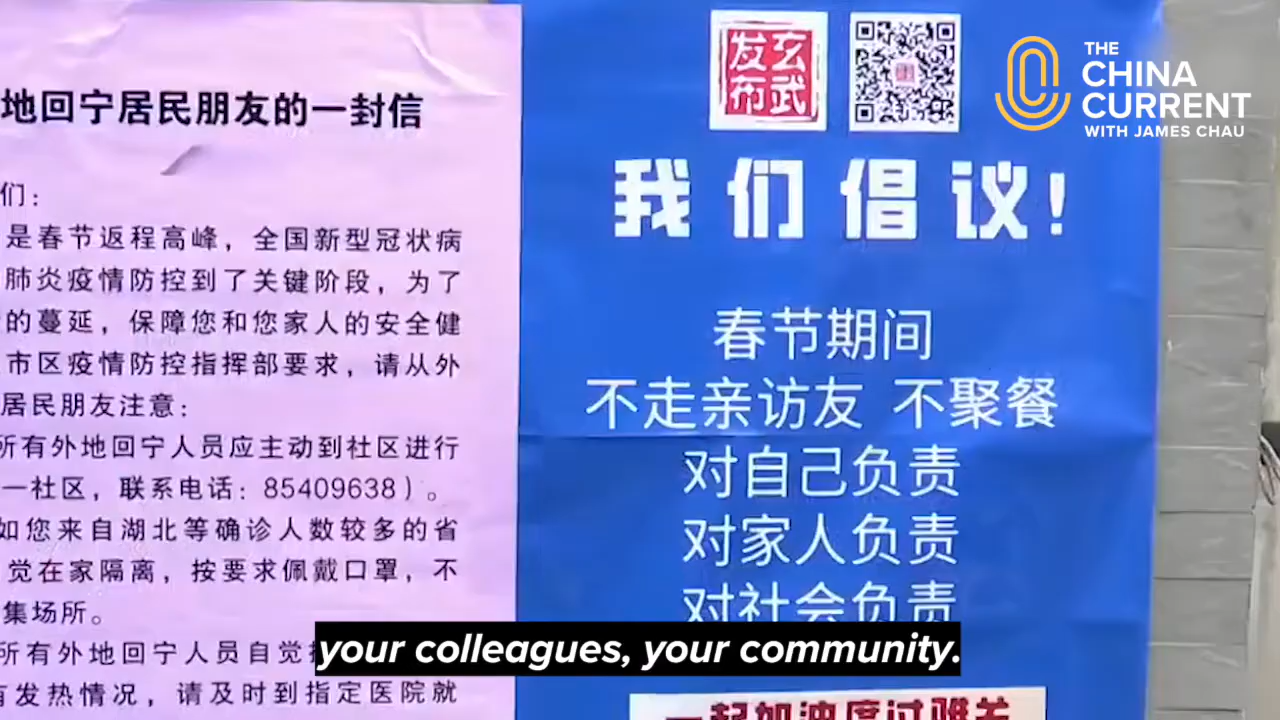 地回宁居民朋友的一封信
们：
是春节返程高峰，全国新型冠状病
肺炎疫情防控到了关键阶段，为了
的蔓延，保障您和您家人的安全健
市区疫情防控指挥部要求，请从外
居民朋友注意：
所有外地回宁人员应主动到社区进行
一社区，联系电话：85409638）。
如您来自湖北等确诊人数较多的省
觉在家隔离，按要求佩戴口罩，不
集场所。
所有外地回宁人员自觉
有发热情况，请及时到指定医院就
玄武
发布
我们倡议！
春节期间
不走亲访友 不聚餐
对自己负责
对家人负责
对社会负责
一起加油度过难关
THE
CHINA
CURRENT
WITH JAMES CHAU
your colleagues, your community.